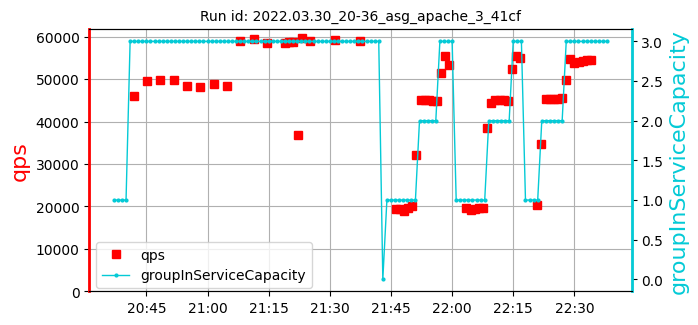 Run id: 2022.03.30_20-36_asg_apache_3_41cf
60000
50000
40000
30000
20000
10000
0
qps
3.0
2.5
2.0
1.5
1.0
0.5
0.0
groupInServiceCapacity
qps
groupInServiceCapacity
20:45 21:00 21:15 21:30 21:45 22:00 22:15 22:30